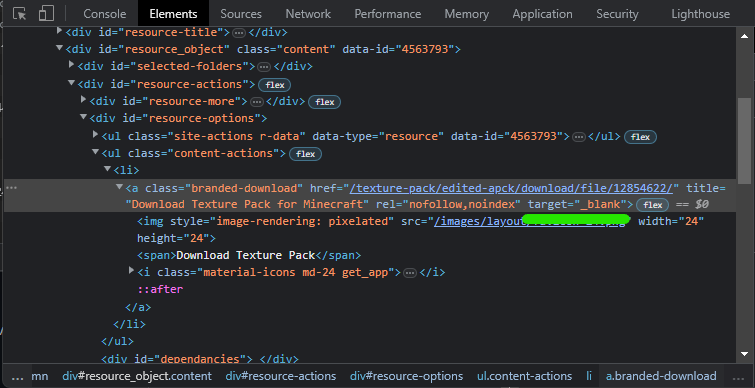 Console Elements Sources Network Performance Memory Application Security Lighthouse
<div id="resource-title"> … </div>
<div id="resource_object" class="content" data-id="4563793">
<div id="selected-folders"> … </div>
<div id="resource-actions"> flex
<div id="resource-more"> … </div> flex
<div id="resource-options">
<ul class="site-actions r-data" data-type="resource" data-id="4563793"> … </ul> flex
<ul class="content-actions"> flex
<li>
… <a class="branded-download" href="/texture-pack/edited-apck/download/file/12854622/" title=
"Download Texture Pack for Minecraft" rel="nofollow,noindex" target="_blank"> flex == $0
<img style="image-rendering: pixelated" src="/images/layout/ width="24"
height="24">
<span>Download Texture Pack</span>
<i class="material-icons md-24 get_app"> … </i>
::after
</a>
</li>
</ul>
<div id="dependancies"> </div>
… mn div#resource_object.content div#resource-actions div#resource-options ul.content-actions li a.branded-download …